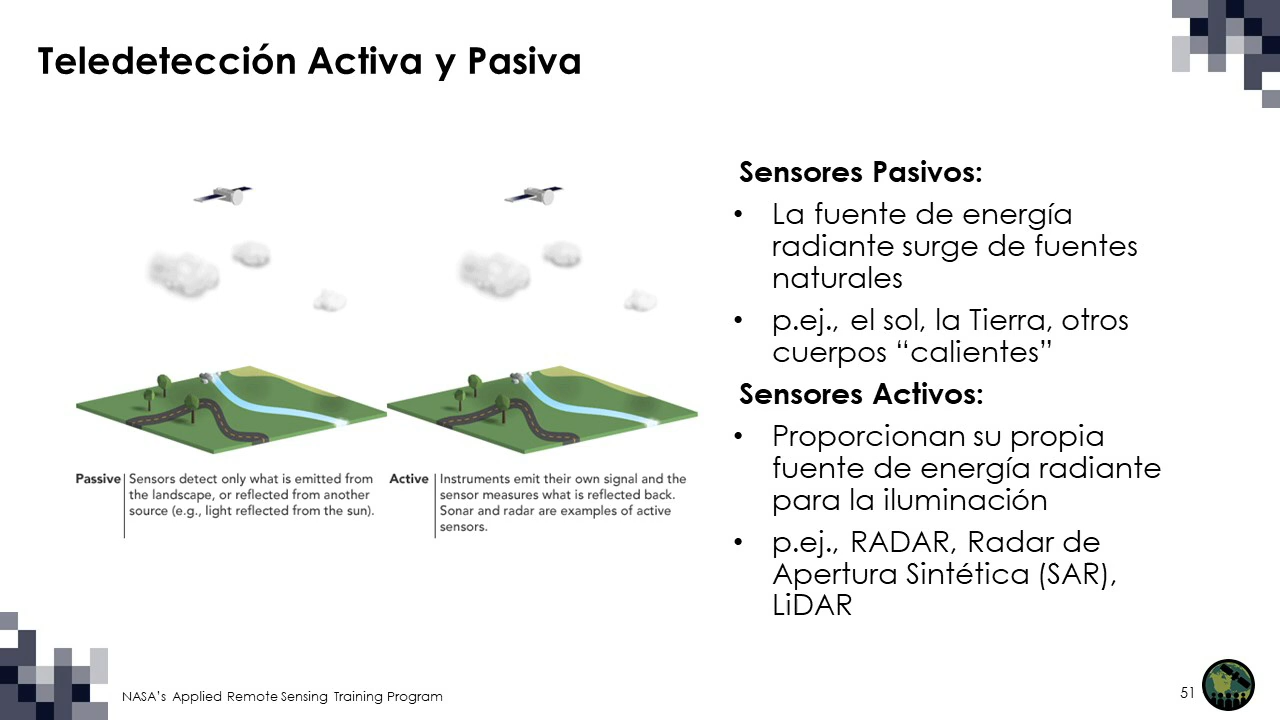 Teledetección Activa y Pasiva
Sensores Pasivos:
• La fuente de energía
radiante surge de fuentes
naturales
• p.ej., el sol, la Tierra, otros
cuerpos “calientes”
Sensores Activos:
• Proporcionan su propia
fuente de energía radiante
para la iluminación
• p.ej., RADAR, Radar de
Apertura Sintética (SAR),
LiDAR
Passive
Sensors detect only what is emitted from
the landscape, or reflected from another
source (e.g., light reflected from the sun).
Active
Instruments emit their own signal and the
sensor measures what is reflected back.
Sonar and radar are examples of active
sensors.
NASA’s Applied Remote Sensing Training Program
51